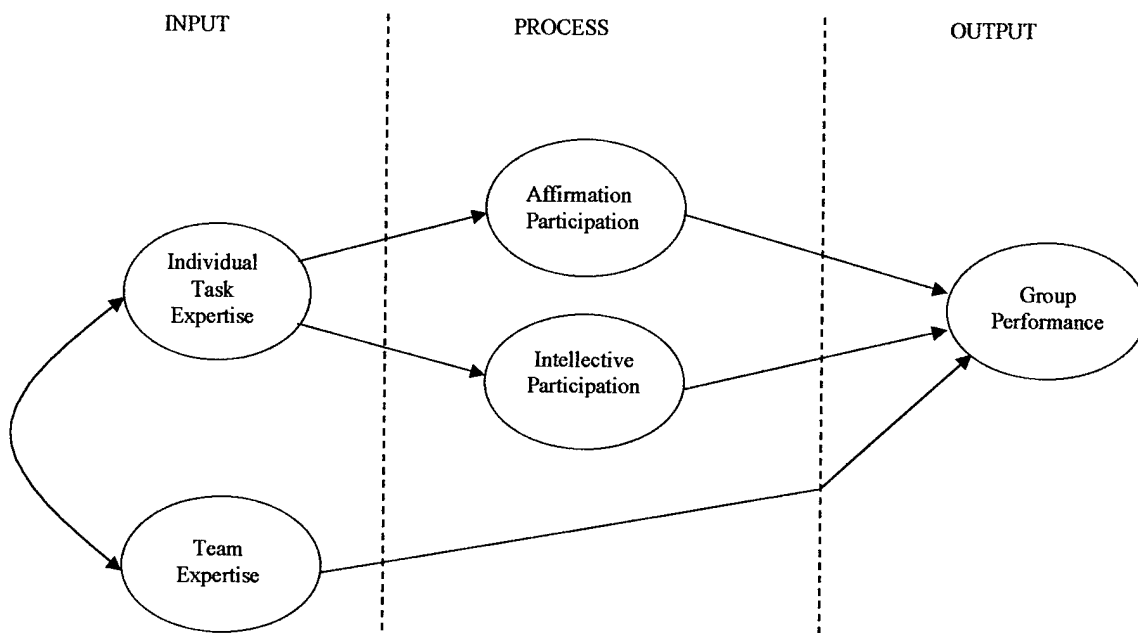 INPUT
PROCESS
OUTPUT
Affirmation
Participation
Individual
Task
Expertise
Group
Performance
Intellective
Participation
Team
Expertise